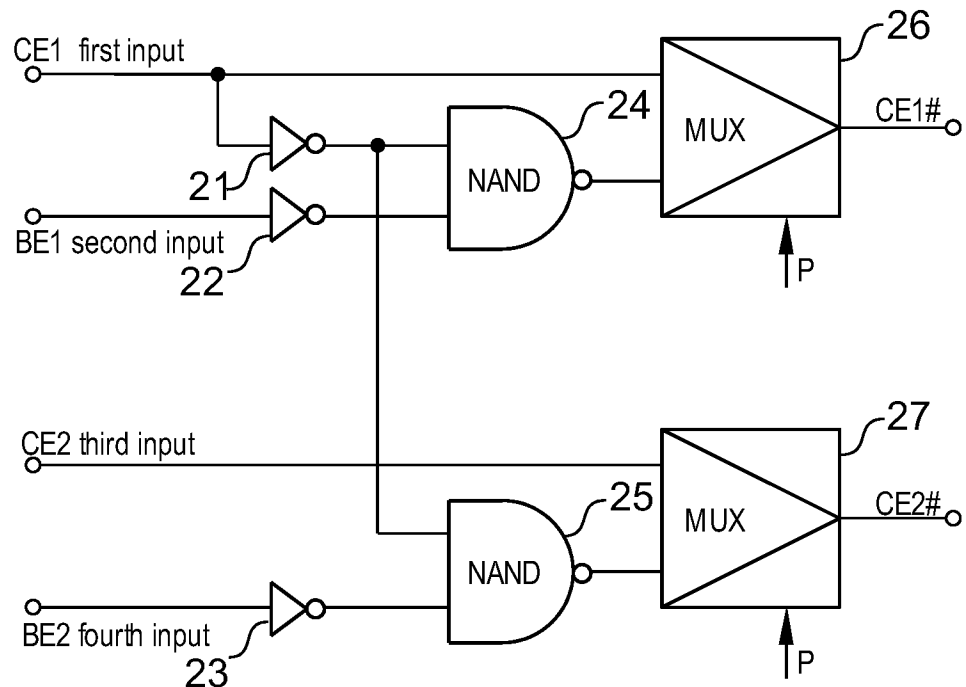 CE1 first input
26
24
CE1#
MUX
NAND
21
BE1 second input
22
P
27
CE2 third input
25
CE2#
MUX
NAND
BE2 fourth input
23
P